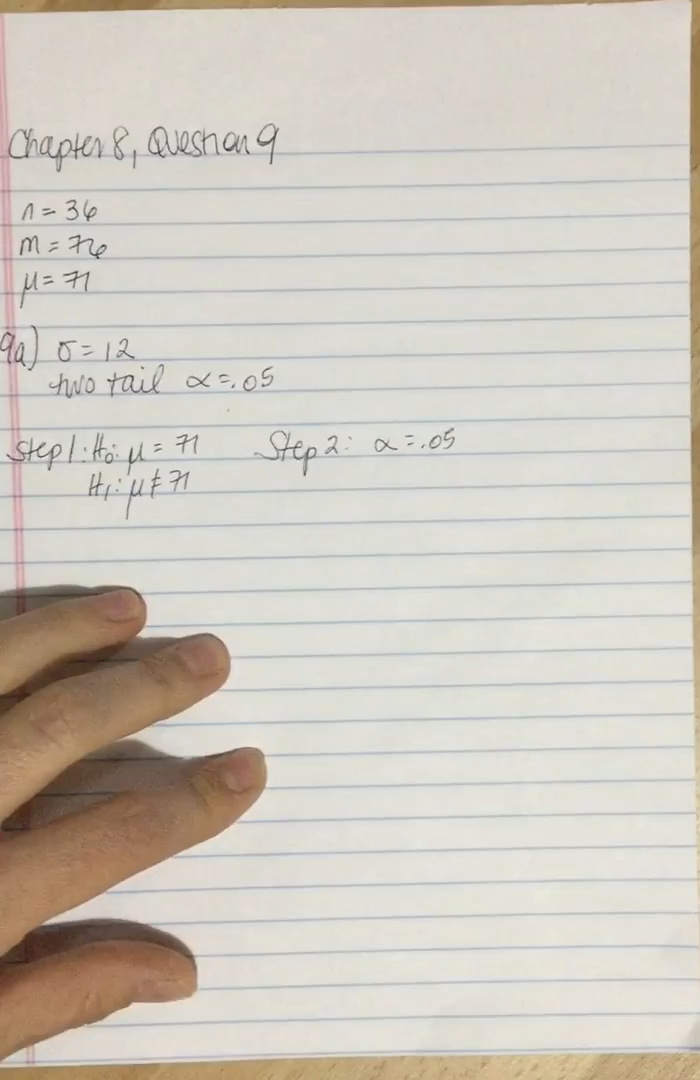 Chapter 8, Question 9
n = 36
m = 76
μ = 71
9a) σ = 12
two tail α = .05
Step 1: H₀: μ = 71 Step 2: α = .05
H₁: μ ≠ 71